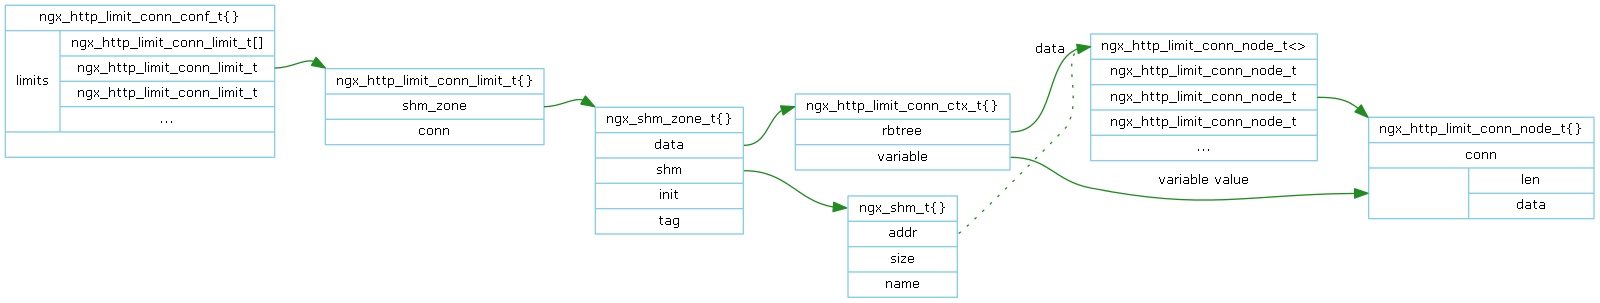 ngx_http_limit_conn_conf_t{}
limits
ngx_http_limit_conn_limit_t[]
ngx_http_limit_conn_limit_t
ngx_http_limit_conn_limit_t
...
ngx_http_limit_conn_limit_t{}
shm_zone
conn
ngx_shm_zone_t{}
data
shm
init
tag
ngx_http_limit_conn_ctx_t{}
rbtree
variable
ngx_shm_t{}
addr
size
name
data
ngx_http_limit_conn_node_t<>
ngx_http_limit_conn_node_t
ngx_http_limit_conn_node_t
ngx_http_limit_conn_node_t
...
variable value
ngx_http_limit_conn_node_t{}
conn
len
data